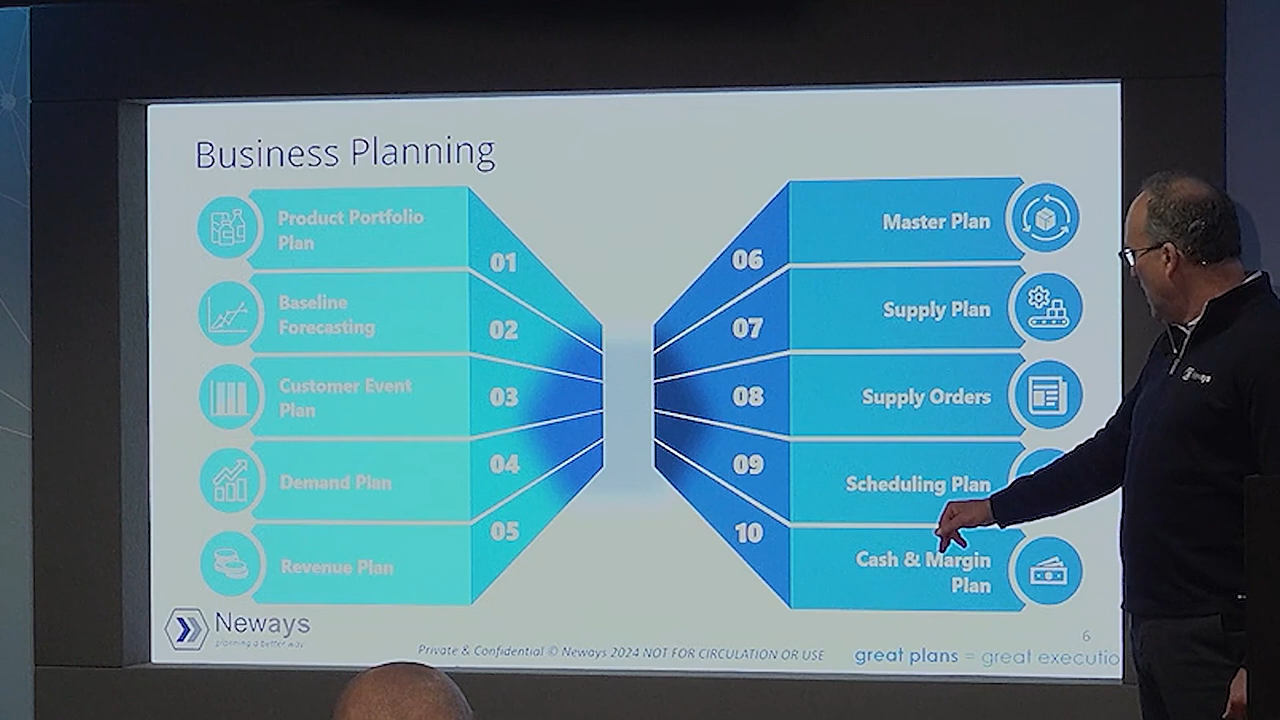 Business Planning
Product Portfolio
Plan
01
Baseline
Forecasting
02
Customer Event
Plan
03
Demand Plan
04
Revenue Plan
05
06
Master Plan
07
Supply Plan
08
Supply Orders
09
Scheduling Plan
10
Cash & Margin
Plan
Neways
planning a better way
Private & Confidential © Neways 2024 NOT FOR CIRCULATION OR USE
6
great plans = great executio
Neways